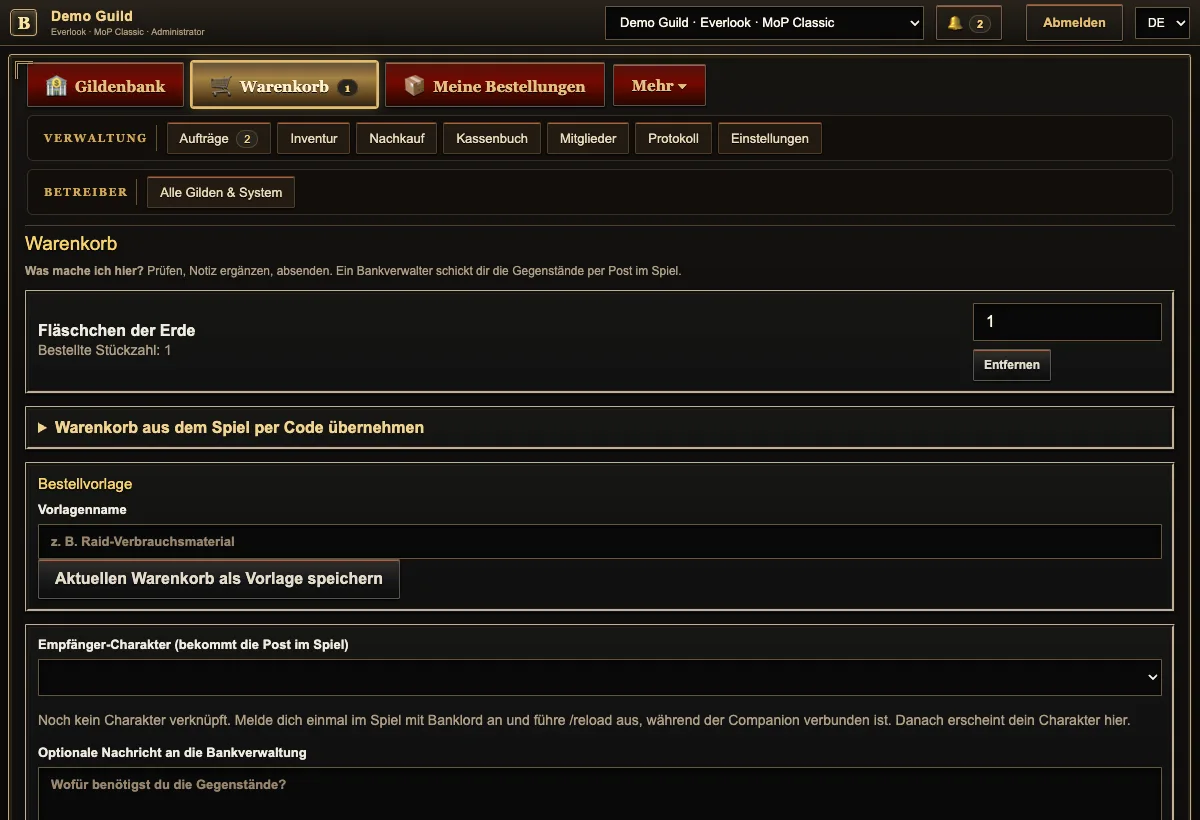 B
Demo Guild
Everlook · MoP Classic · Administrator
Demo Guild · Everlook · MoP Classic
2
Abmelden
DE
Gildenbank
Warenkorb 1
Meine Bestellungen
Mehr
VERWALTUNG
Aufträge 2
Inventur
Nachkauf
Kassenbuch
Mitglieder
Protokoll
Einstellungen
BETREIBER
Alle Gilden & System
Warenkorb
Was mache ich hier? Prüfen, Notiz ergänzen, absenden. Ein Bankverwalter schickt dir die Gegenstände per Post im Spiel.
Fläschchen der Erde
Bestellte Stückzahl: 1
1
Entfernen
Warenkorb aus dem Spiel per Code übernehmen
Bestellvorlage
Vorlagenname
z. B. Raid-Verbrauchsmaterial
Aktuellen Warenkorb als Vorlage speichern
Empfänger-Charakter (bekommt die Post im Spiel)
Noch kein Charakter verknüpft. Melde dich einmal im Spiel mit Banklord an und führe /reload aus, während der Companion verbunden ist. Danach erscheint dein Charakter hier.
Optionale Nachricht an die Bankverwaltung
Wofür benötigst du die Gegenstände?